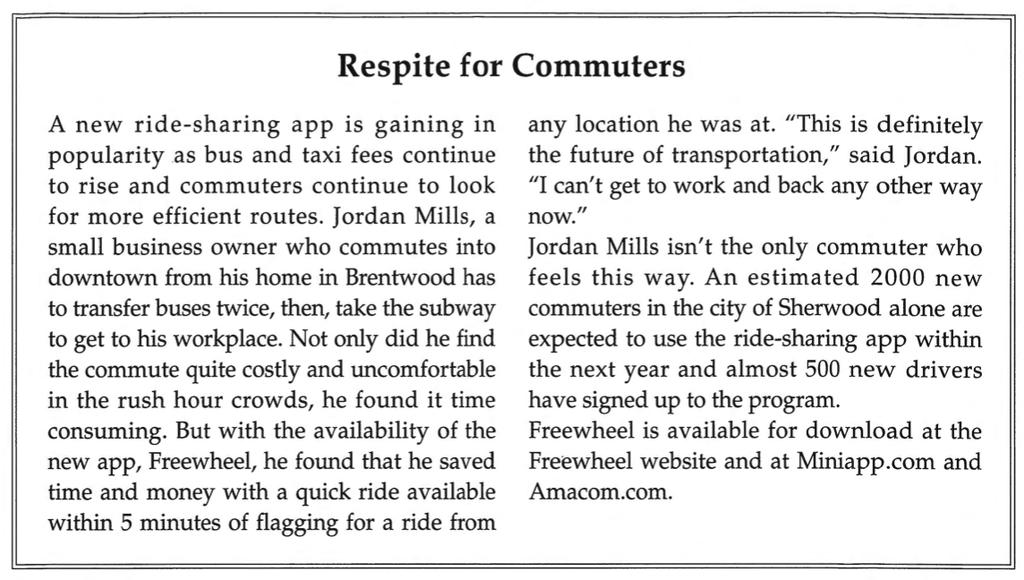 Respite for Commuters
A new ride-sharing app is gaining in
popularity as bus and taxi fees continue
to rise and commuters continue to look
for more efficient routes. Jordan Mills, a
small business owner who commutes into
downtown from his home in Brentwood has
to transfer buses twice, then, take the subway
to get to his workplace. Not only did he find
the commute quite costly and uncomfortable
in the rush hour crowds, he found it time
consuming. But with the availability of the
new app, Freewheel, he found that he saved
time and money with a quick ride available
within 5 minutes of flagging for a ride from
any location he was at. “This is definitely
the future of transportation,” said Jordan.
“I can’t get to work and back any other way
now.”
Jordan Mills isn’t the only commuter who
feels this way. An estimated 2000 new
commuters in the city of Sherwood alone are
expected to use the ride-sharing app within
the next year and almost 500 new drivers
have signed up to the program.
Freewheel is available for download at the
Freewheel website and at Miniapp.com and
Amacom.com.